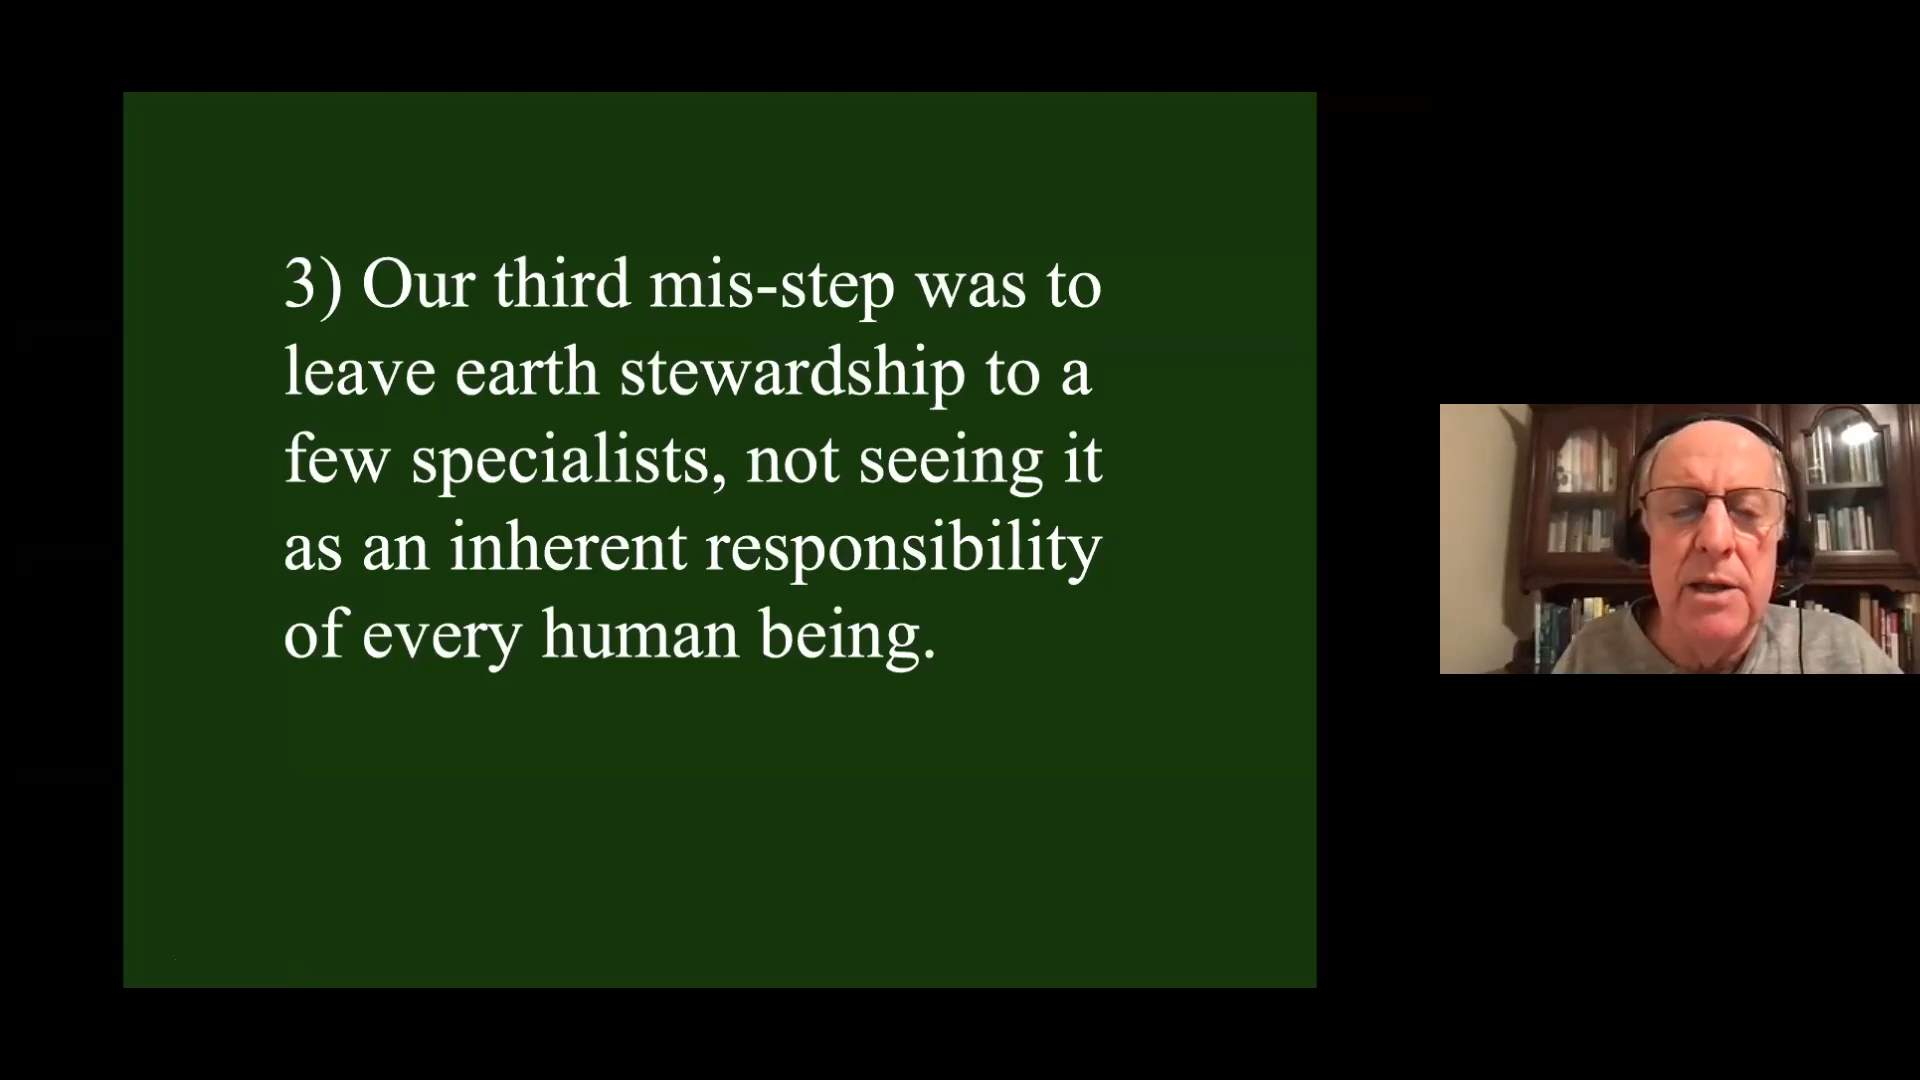 3) Our third mis-step was to
leave earth stewardship to a
few specialists, not seeing it
as an inherent responsibility
of every human being.